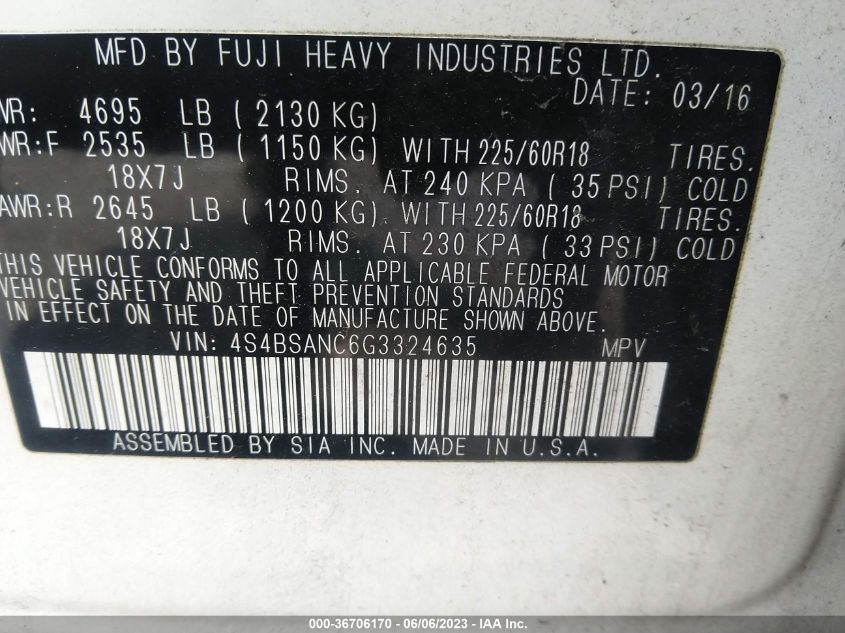 MFD BY FUJI HEAVY INDUSTRIES LTD.
DATE: 03/16
VR: 4695 LB ( 2130 KG)
WR:F 2535 LB ( 1150 KG) WITH 225/60R18 TIRES.
18X7J RIMS. AT 240 KPA ( 35 PSI) COLD
AWR:R 2645 LB ( 1200 KG) WITH 225/60R18 TIRES.
18X7J RIMS. AT 230 KPA ( 33 PSI) COLD
THIS VEHICLE CONFORMS TO ALL APPLICABLE FEDERAL MOTOR
VEHICLE SAFETY AND THEFT PREVENTION STANDARDS
IN EFFECT ON THE DATE OF MANUFACTURE SHOWN ABOVE.
VIN: 4S4BSANC6G3324635 MPV
ASSEMBLED BY SIA INC. MADE IN U.S.A.
000-36706170 - 06/06/2023 - IAA Inc.